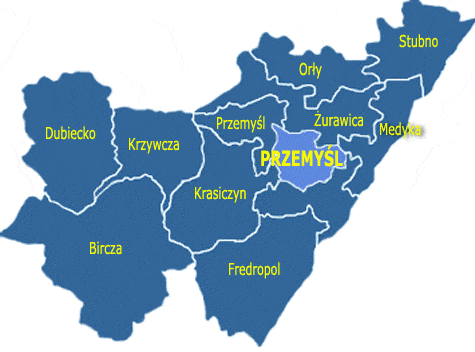 Stubno
Orły
Żurawica
Przemyśl
Medyka
Dubiecko
Krzywcza
PRZEMYŚL
Krasiczyn
Bircza
Fredropol